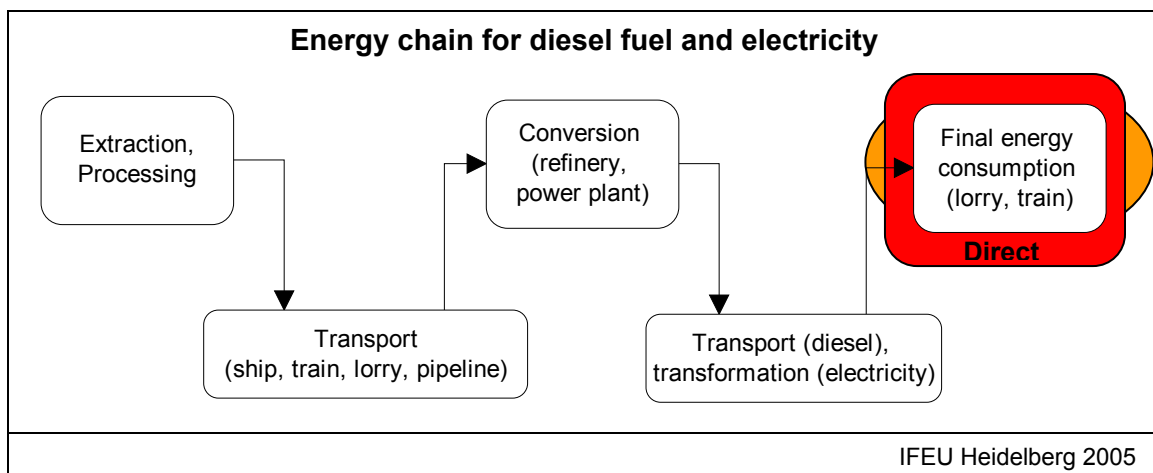 Energy chain for diesel fuel and electricity
Extraction,
Processing
Transport
(ship, train, lorry, pipeline)
Conversion
(refinery,
power plant)
Transport (diesel),
transformation (electricity)
Final energy
consumption
(lorry, train)
Direct
IFEU Heidelberg 2005